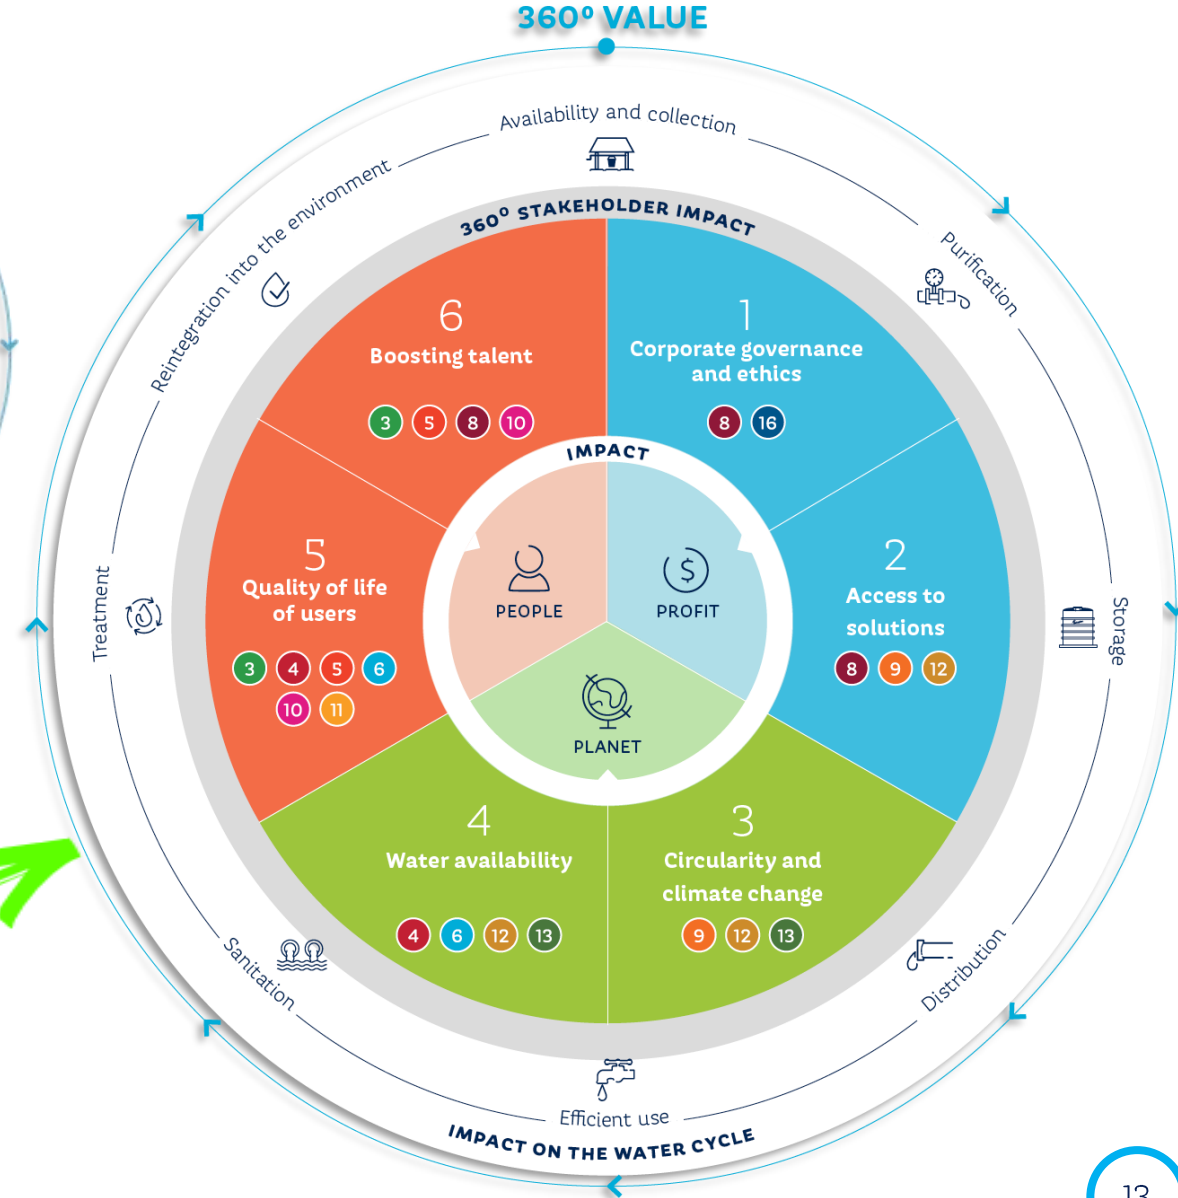 360º VALUE
Availability and collection
Purification
Storage
Distribution
Efficient use
Sanitation
Treatment
Reintegration into the environment
IMPACT ON THE WATER CYCLE
360º STAKEHOLDER IMPACT
1
Corporate governance
and ethics
8 16
2
Access to
solutions
8 9 12
3
Circularity and
climate change
9 12 13
4
Water availability
4 6 12 13
5
Quality of life
of users
3 4 5 6
10 11
6
Boosting talent
3 5 8 10
IMPACT
PEOPLE
$
PROFIT
PLANET
13